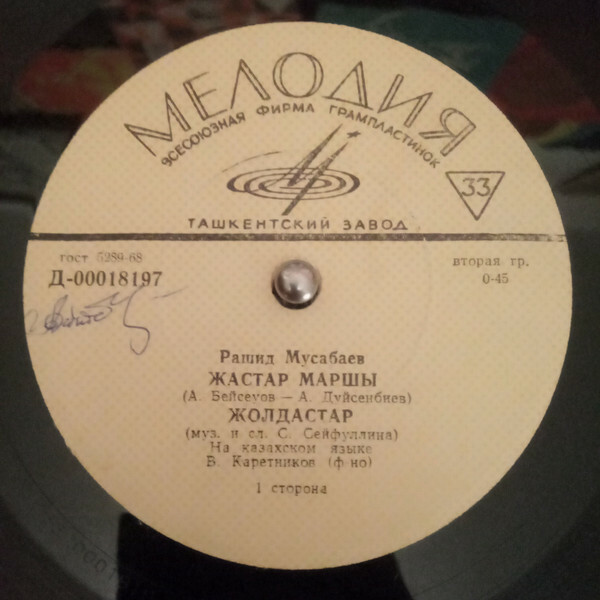 МЕЛОДИЯ
ВСЕСОЮЗНАЯ ФИРМА ГРАМПЛАСТИНОК
33
ТАШКЕНТСКИЙ ЗАВОД
гост 5289-68
вторая гр.
Д-00018197
0-45
Рашид Мусабаев
ЖАСТАР МАРШЫ
(А. Бейсеуов — А. Дуйсенбиев)
ЖОЛДАСТАР
(муз. и сл. С. Сейфуллина)
На казахском языке
В. Каретников (ф-но)
1 сторона